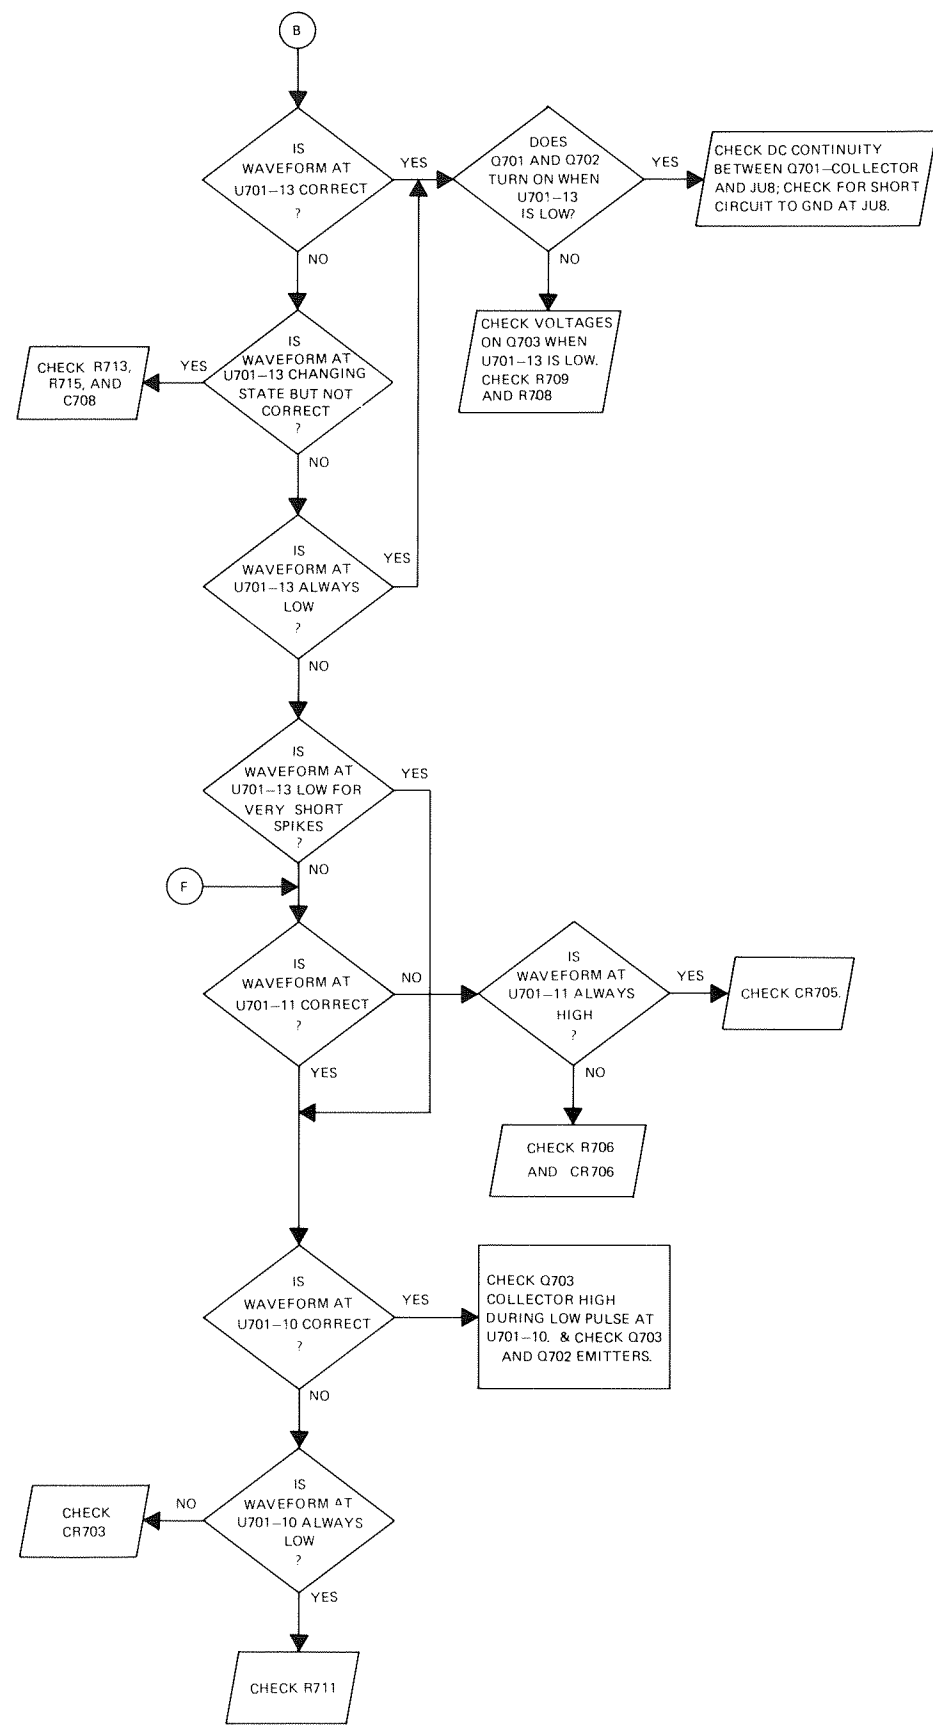 B
IS
WAVEFORM AT
U701-13 CORRECT
?
YES
NO
DOES
Q701 AND Q702
TURN ON WHEN
U701-13
IS LOW?
YES
NO
CHECK DC CONTINUITY
BETWEEN Q701-COLLECTOR
AND JU8; CHECK FOR SHORT
CIRCUIT TO GND AT JU8.
CHECK VOLTAGES
ON Q703 WHEN
U701-13 IS LOW.
CHECK R709
AND R708
IS
WAVEFORM AT
U701-13 CHANGING
STATE BUT NOT
CORRECT
?
YES
NO
CHECK R713,
R715, AND
C708
IS
WAVEFORM AT
U701-13 ALWAYS
LOW
?
YES
NO
IS
WAVEFORM AT
U701-13 LOW FOR
VERY SHORT
SPIKES
?
YES
NO
F
IS
WAVEFORM AT
U701-11 CORRECT
?
NO
YES
IS
WAVEFORM AT
U701-11 ALWAYS
HIGH
?
YES
NO
CHECK CR705.
CHECK R706
AND CR706
IS
WAVEFORM AT
U701-10 CORRECT
?
YES
NO
CHECK Q703
COLLECTOR HIGH
DURING LOW PULSE AT
U701-10. & CHECK Q703
AND Q702 EMITTERS.
IS
WAVEFORM AT
U701-10 ALWAYS
LOW
?
NO
YES
CHECK
CR703
CHECK R711